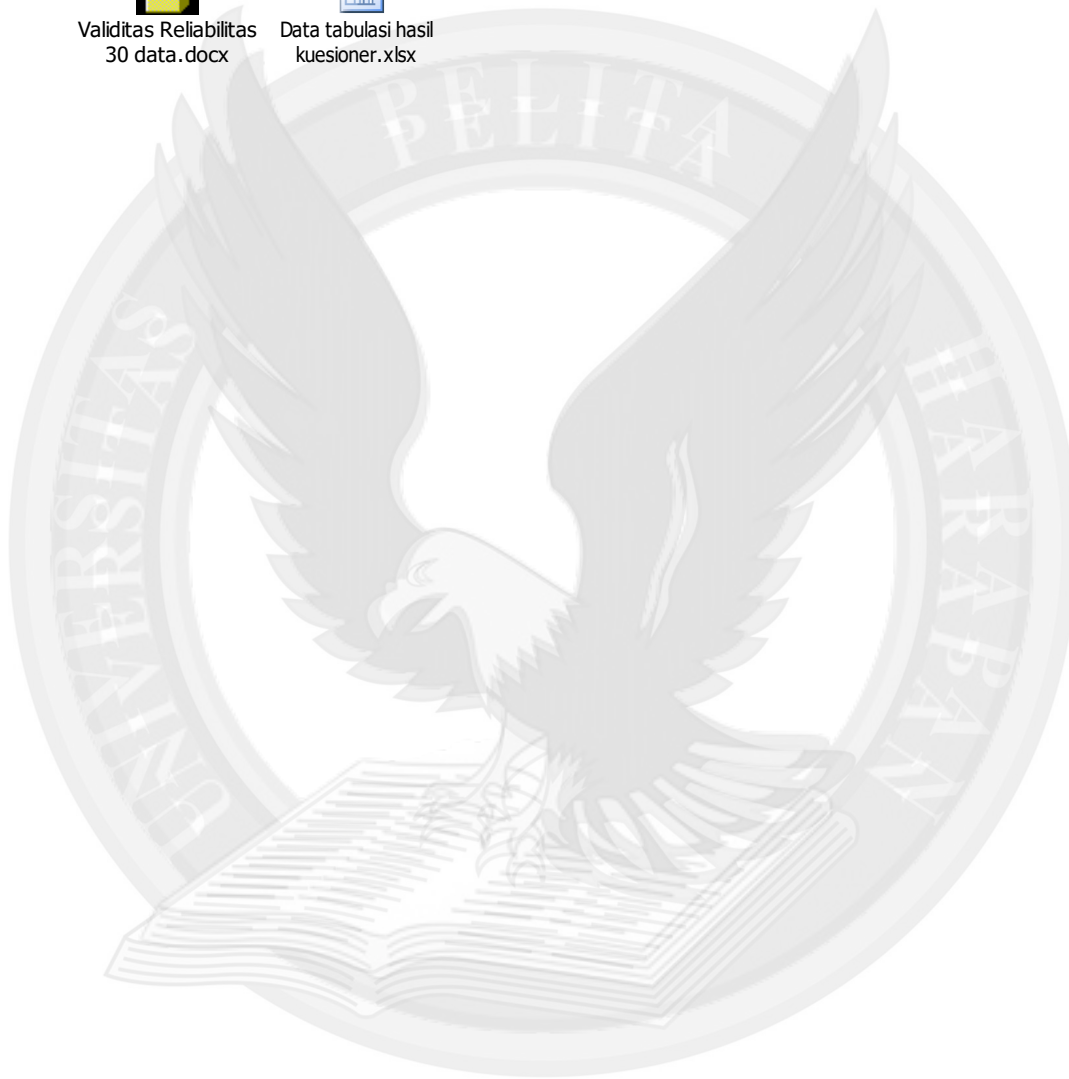 Validitas Reliabilitas
30 data.docx
Data tabulasi hasil
kuesioner.xlsx
UNIVERSITAS
PELITA
HARAPAN